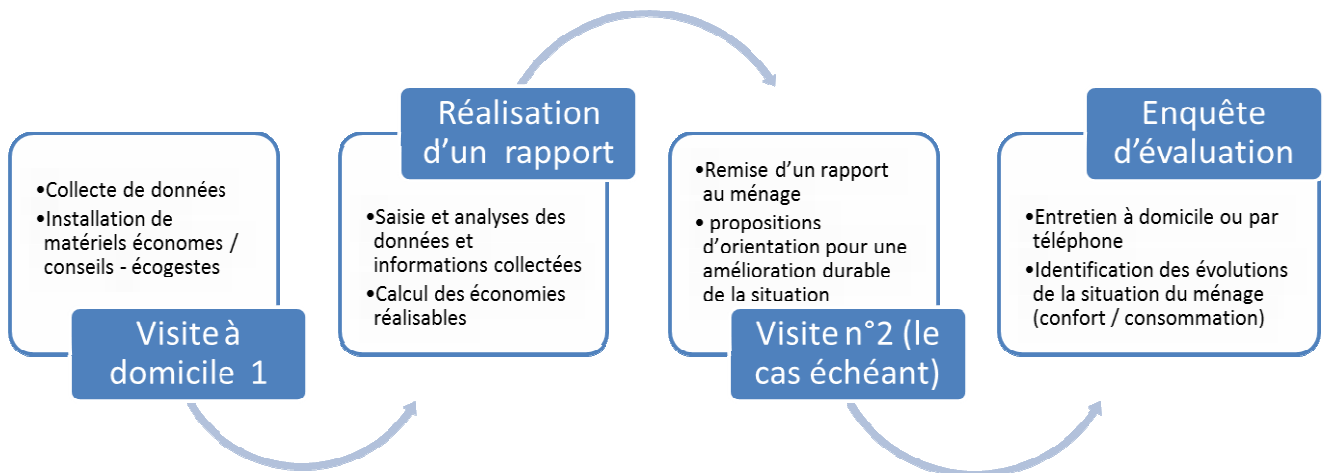 •Collecte de données
•Installation de
matériels économes /
conseils - écogestes
Visite à
domicile 1
Réalisation
d'un rapport
•Saisie et analyses des
données et
informations collectées
•Calcul des économies
réalisables
•Remise d'un rapport
au ménage
• propositions
d'orientation pour une
amélioration durable
de la situation
Visite n°2 (le
cas échéant)
Enquête
d'évaluation
•Entretien à domicile ou par
téléphone
•Identification des évolutions
de la situation du ménage
(confort / consommation)